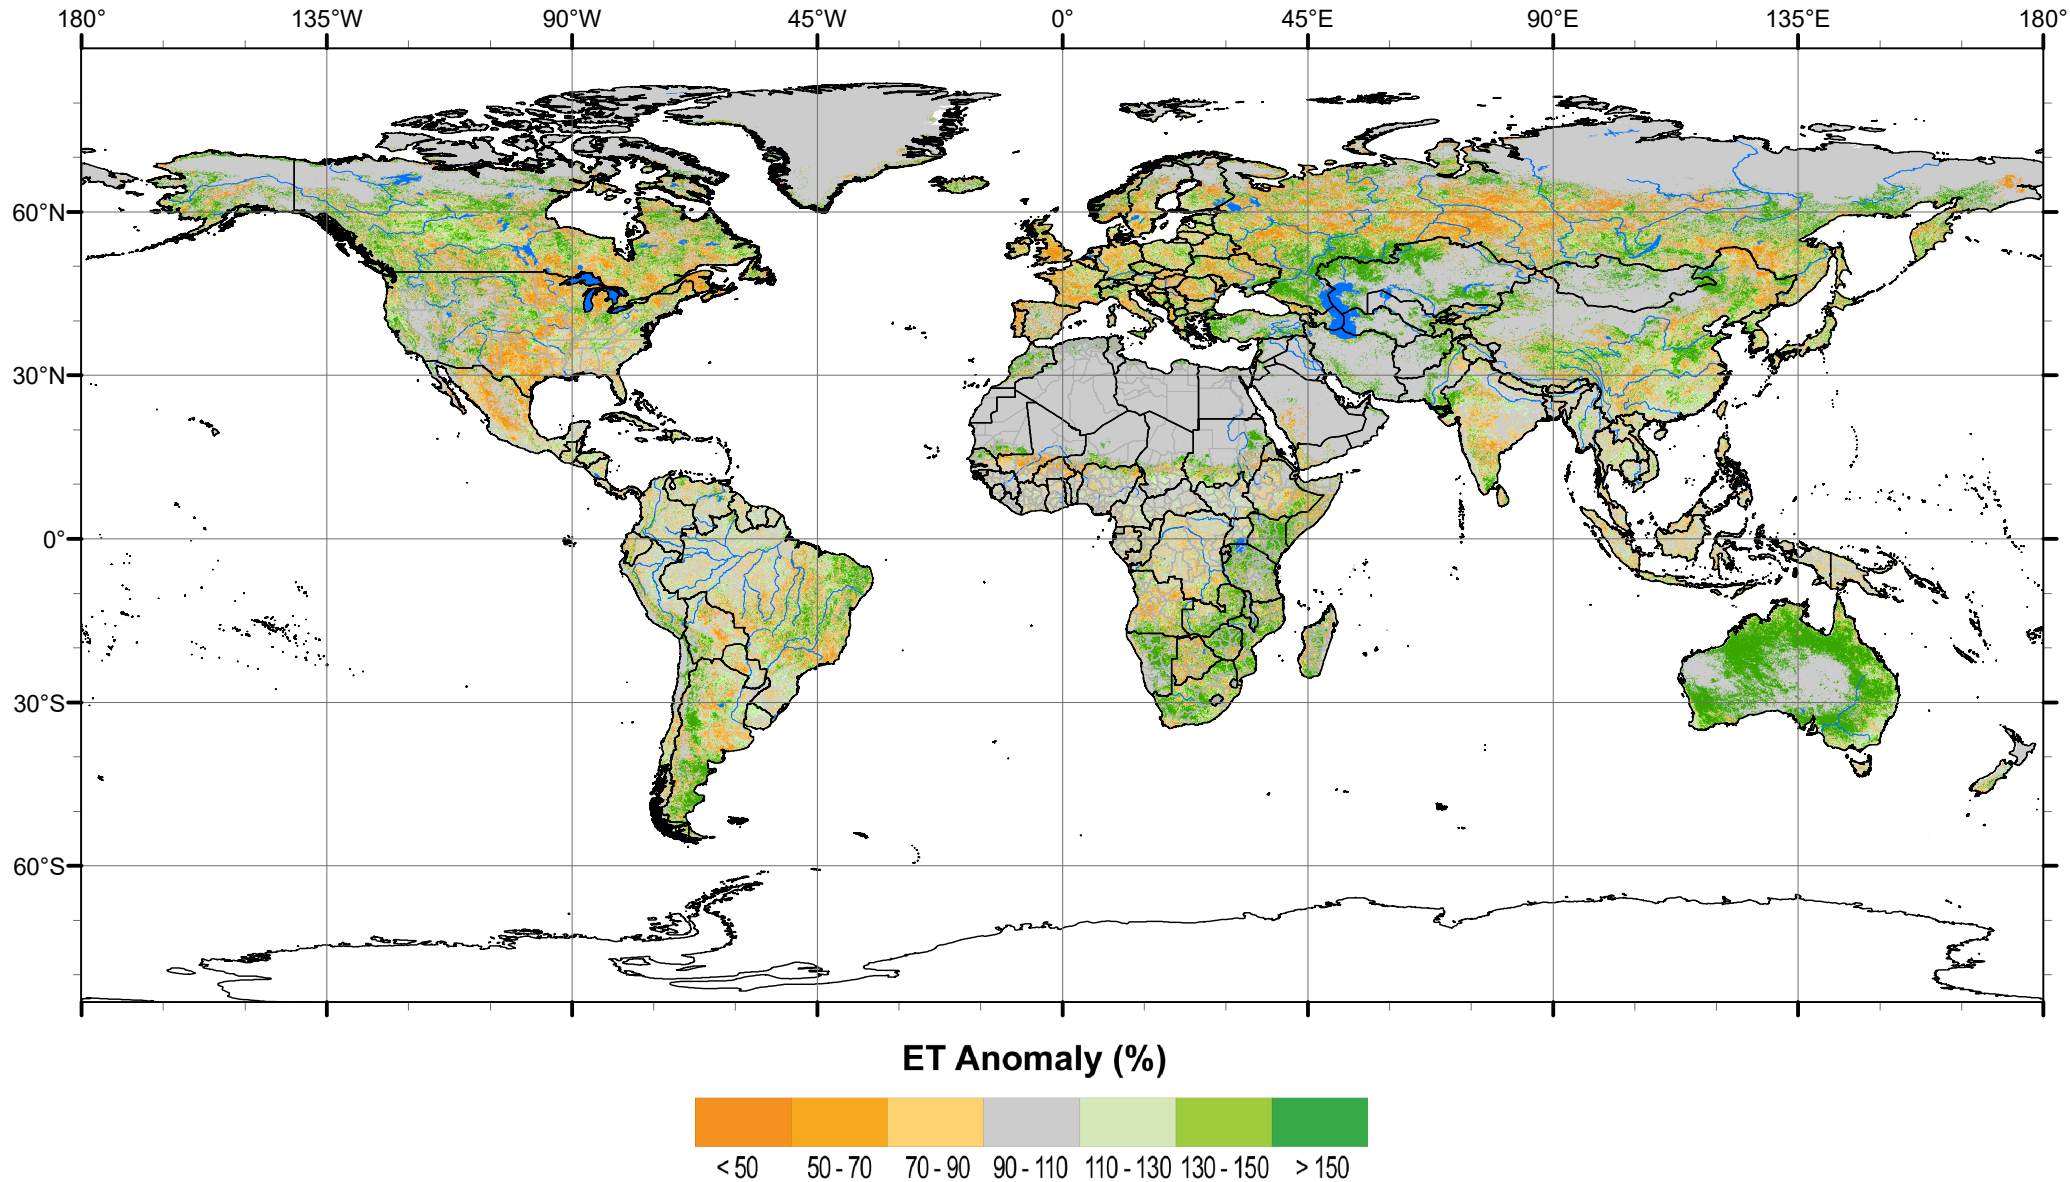 180° 135°W 90°W 45°W 0° 45°E 90°E 135°E 180°
60°N
30°N
0°
30°S
60°S
ET Anomaly (%)
< 50 50 - 70 70 - 90 90 - 110 110 - 130 130 - 150 > 150